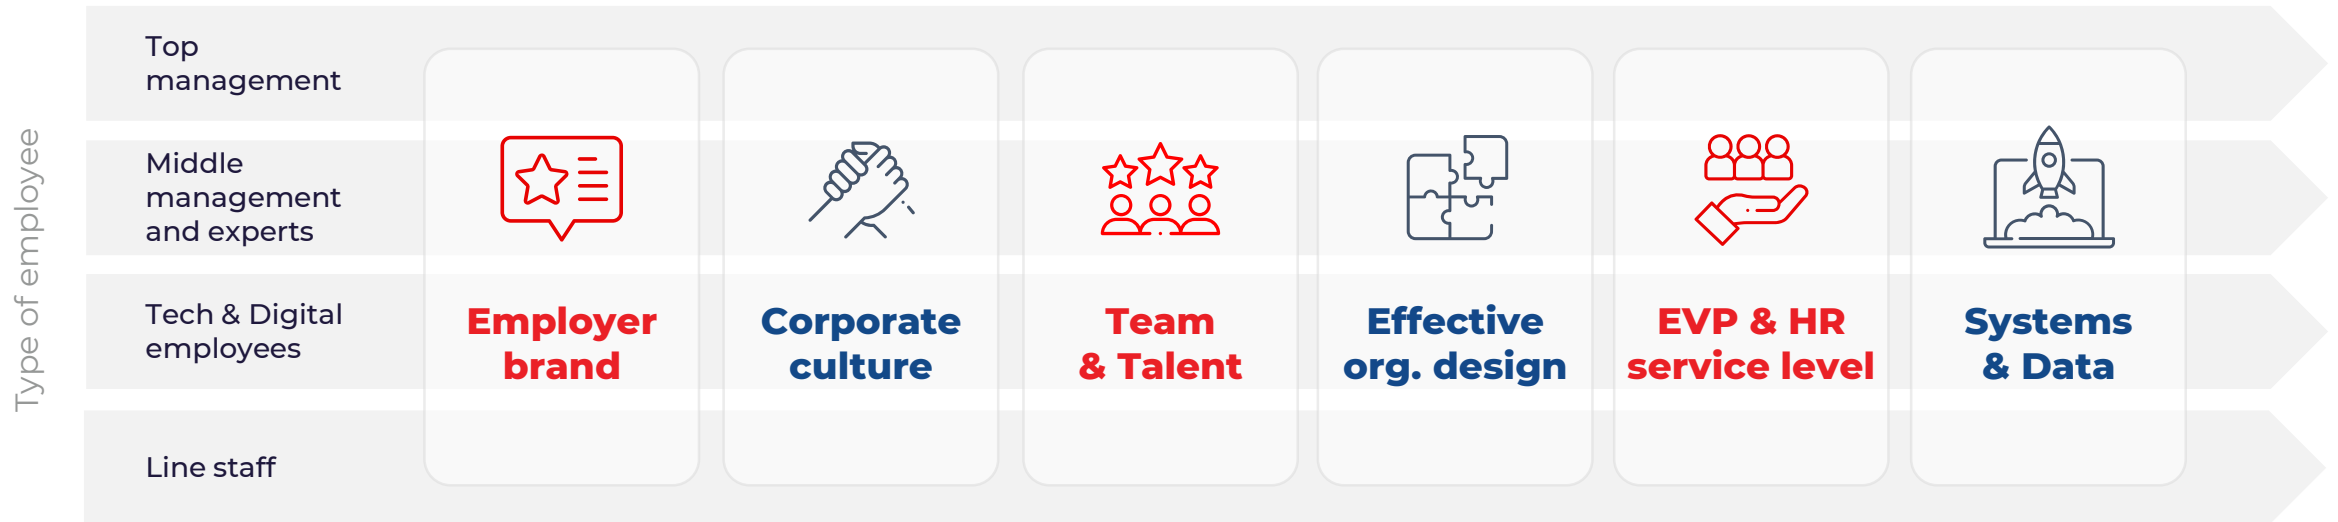 Type of employee
Top
management
Middle
management
and experts
Tech & Digital
employees
Line staff
Employer
brand
Corporate
culture
Team
& Talent
Effective
org. design
EVP & HR
service level
Systems
& Data